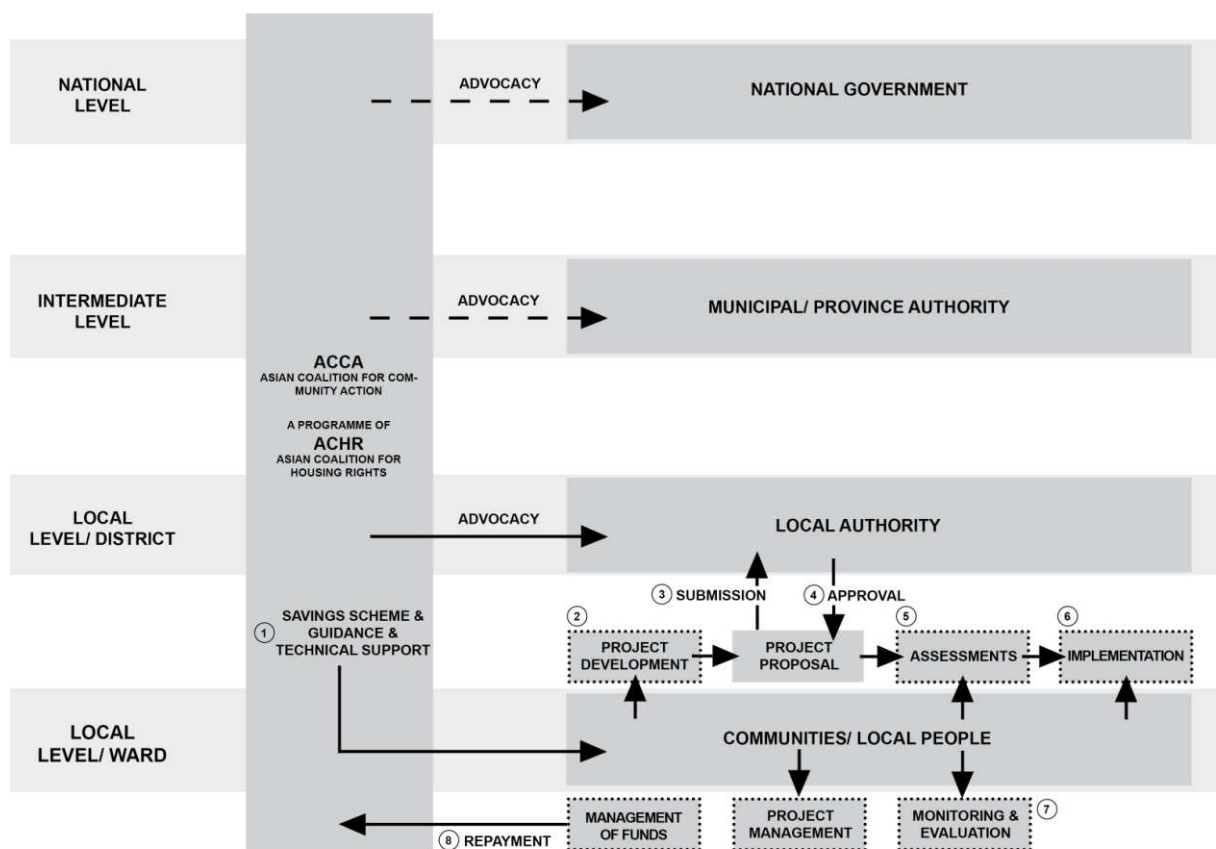 NATIONAL
LEVEL
ADVOCACY
NATIONAL GOVERNMENT
INTERMEDIATE
LEVEL
ADVOCACY
MUNICIPAL/ PROVINCE AUTHORITY
ACCA
ASIAN COALITION FOR COM-
MUNITY ACTION
A PROGRAMME OF
ACHR
ASIAN COALITION FOR
HOUSING RIGHTS
LOCAL
LEVEL/ DISTRICT
ADVOCACY
LOCAL AUTHORITY
1
SAVINGS SCHEME &
GUIDANCE &
TECHNICAL SUPPORT
3 SUBMISSION
4 APPROVAL
2
PROJECT
DEVELOPMENT
PROJECT
PROPOSAL
5
ASSESSMENTS
6
IMPLEMENTATION
LOCAL
LEVEL/ WARD
COMMUNITIES/ LOCAL PEOPLE
8 REPAYMENT
MANAGEMENT
OF FUNDS
PROJECT
MANAGEMENT
MONITORING &
EVALUATION
7